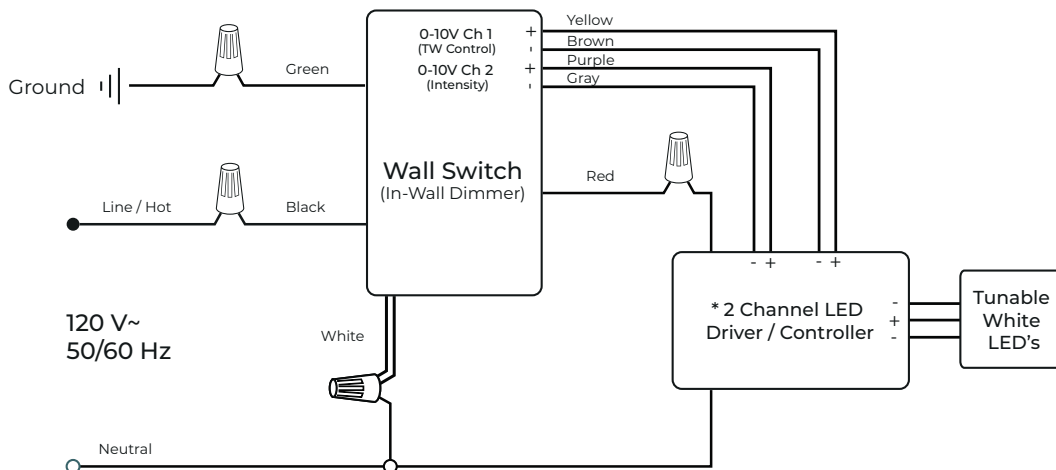 Yellow
0-10V Ch 1 +
(TW Control) -
Brown
0-10V Ch 2 +
(Intensity) -
Purple
Gray
Ground
Green
Wall Switch
(In-Wall Dimmer)
Red
Line / Hot
Black
- + - +
* 2 Channel LED
Driver / Controller
-
+
-
Tunable
White
LED's
120 V~
50/60 Hz
White
Neutral